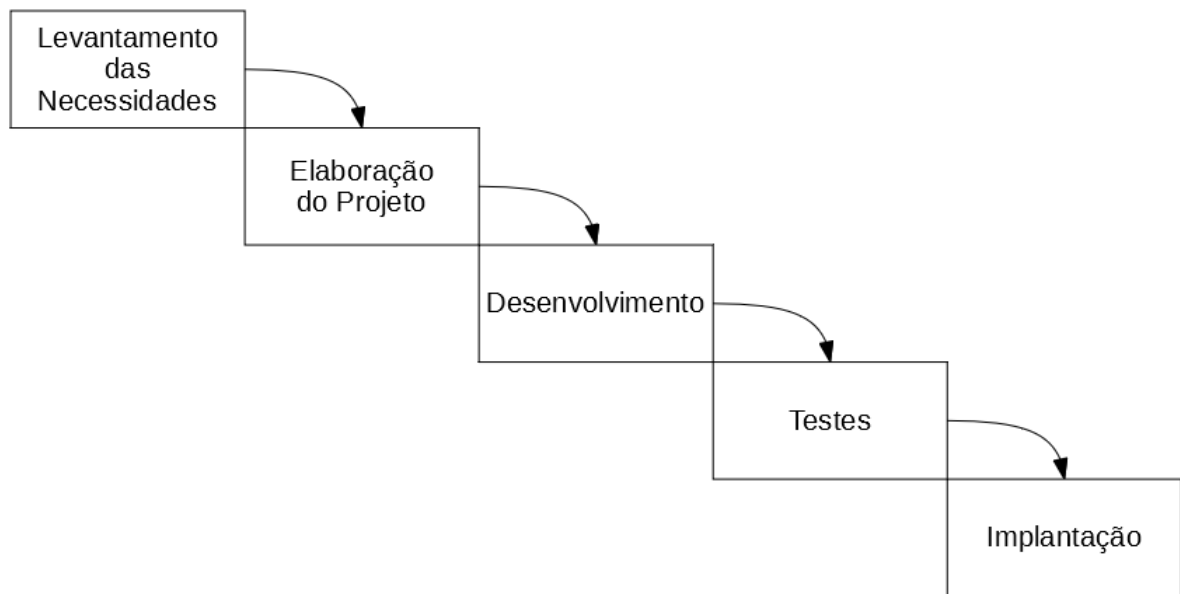 Levantamento
das
Necessidades
Elaboração
do Projeto
Desenvolvimento
Testes
Implantação